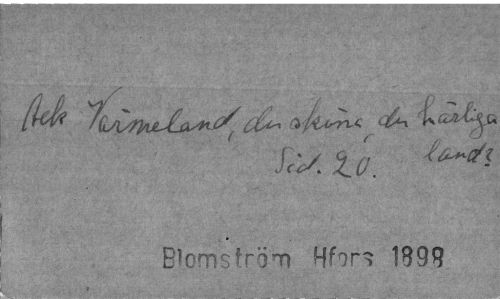 Ack Värmeland, du sköna, du härliga
land?
Sid. 20.
Blomström Hfors 1898